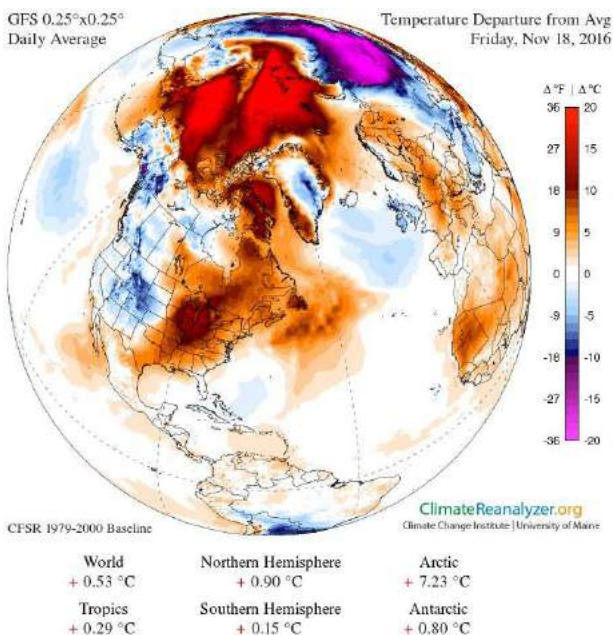 GFS 0.25°x0.25°
Daily Average
Temperature Departure from Avg
Friday, Nov 18, 2016
Δ°F | Δ°C
36 20
27 15
18 10
9 5
0 0
-9 -5
-18 -10
-27 -15
-36 -20
ClimateReanalyzer.org
Climate Change Institute | University of Maine
CFSR 1979-2000 Baseline
World Northern Hemisphere Arctic
+ 0.53 °C + 0.90 °C + 7.23 °C
Tropics Southern Hemisphere Antarctic
+ 0.29 °C + 0.15 °C + 0.80 °C